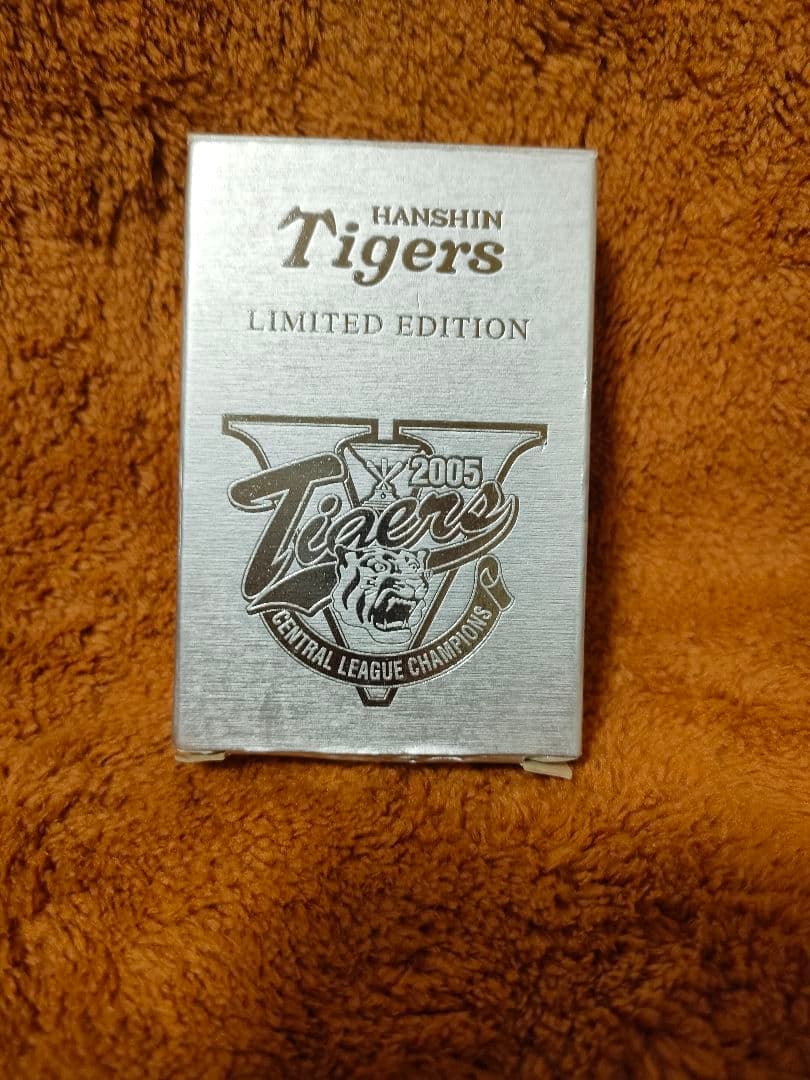 HANSHIN
Tigers
LIMITED EDITION
2005
Tigers
CENTRAL LEAGUE CHAMPIONS